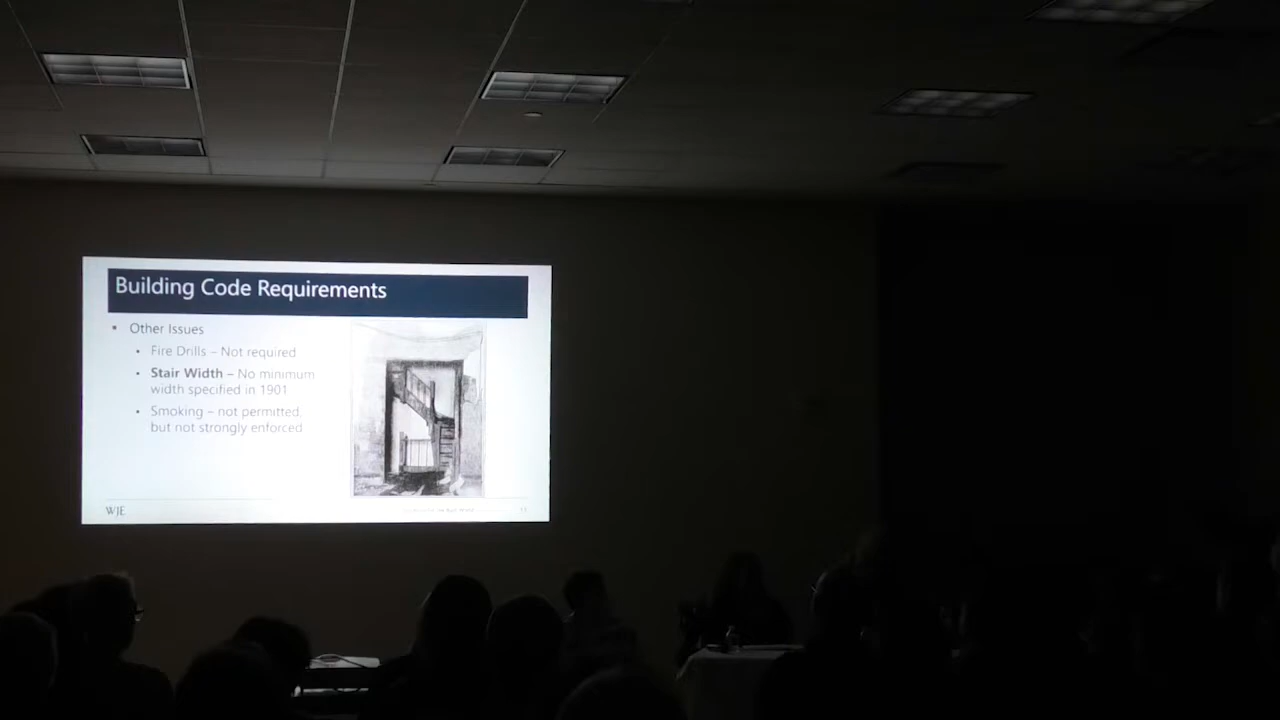 Building Code Requirements
• Other Issues
• Fire Drills – Not required
• Stair Width – No minimum
width specified in 1901
• Smoking – not permitted,
but not strongly enforced
WJE